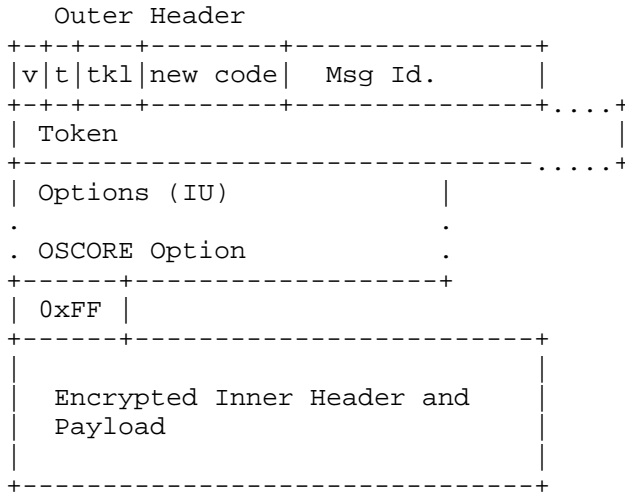 Outer Header
|v|t|tkl|new code| Msg Id. |
| Token |
| Options (IU) |
. .
. OSCORE Option .
| 0xFF |
| Encrypted Inner Header and |
| Payload |